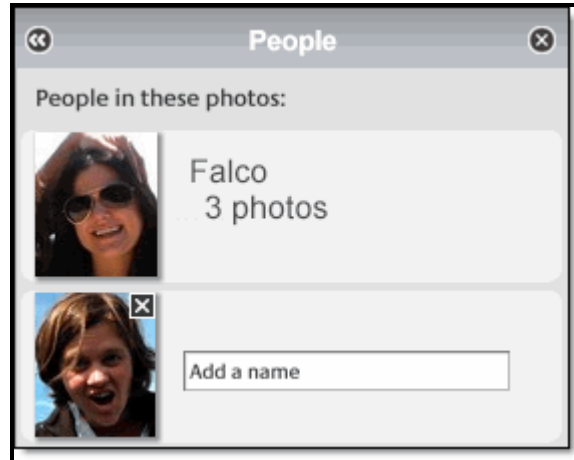 People
People in these photos:
Falco
3 photos
Add a name